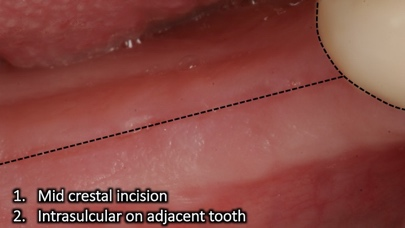 1. Mid crestal incision
2. Intrasulcular on adjacent tooth